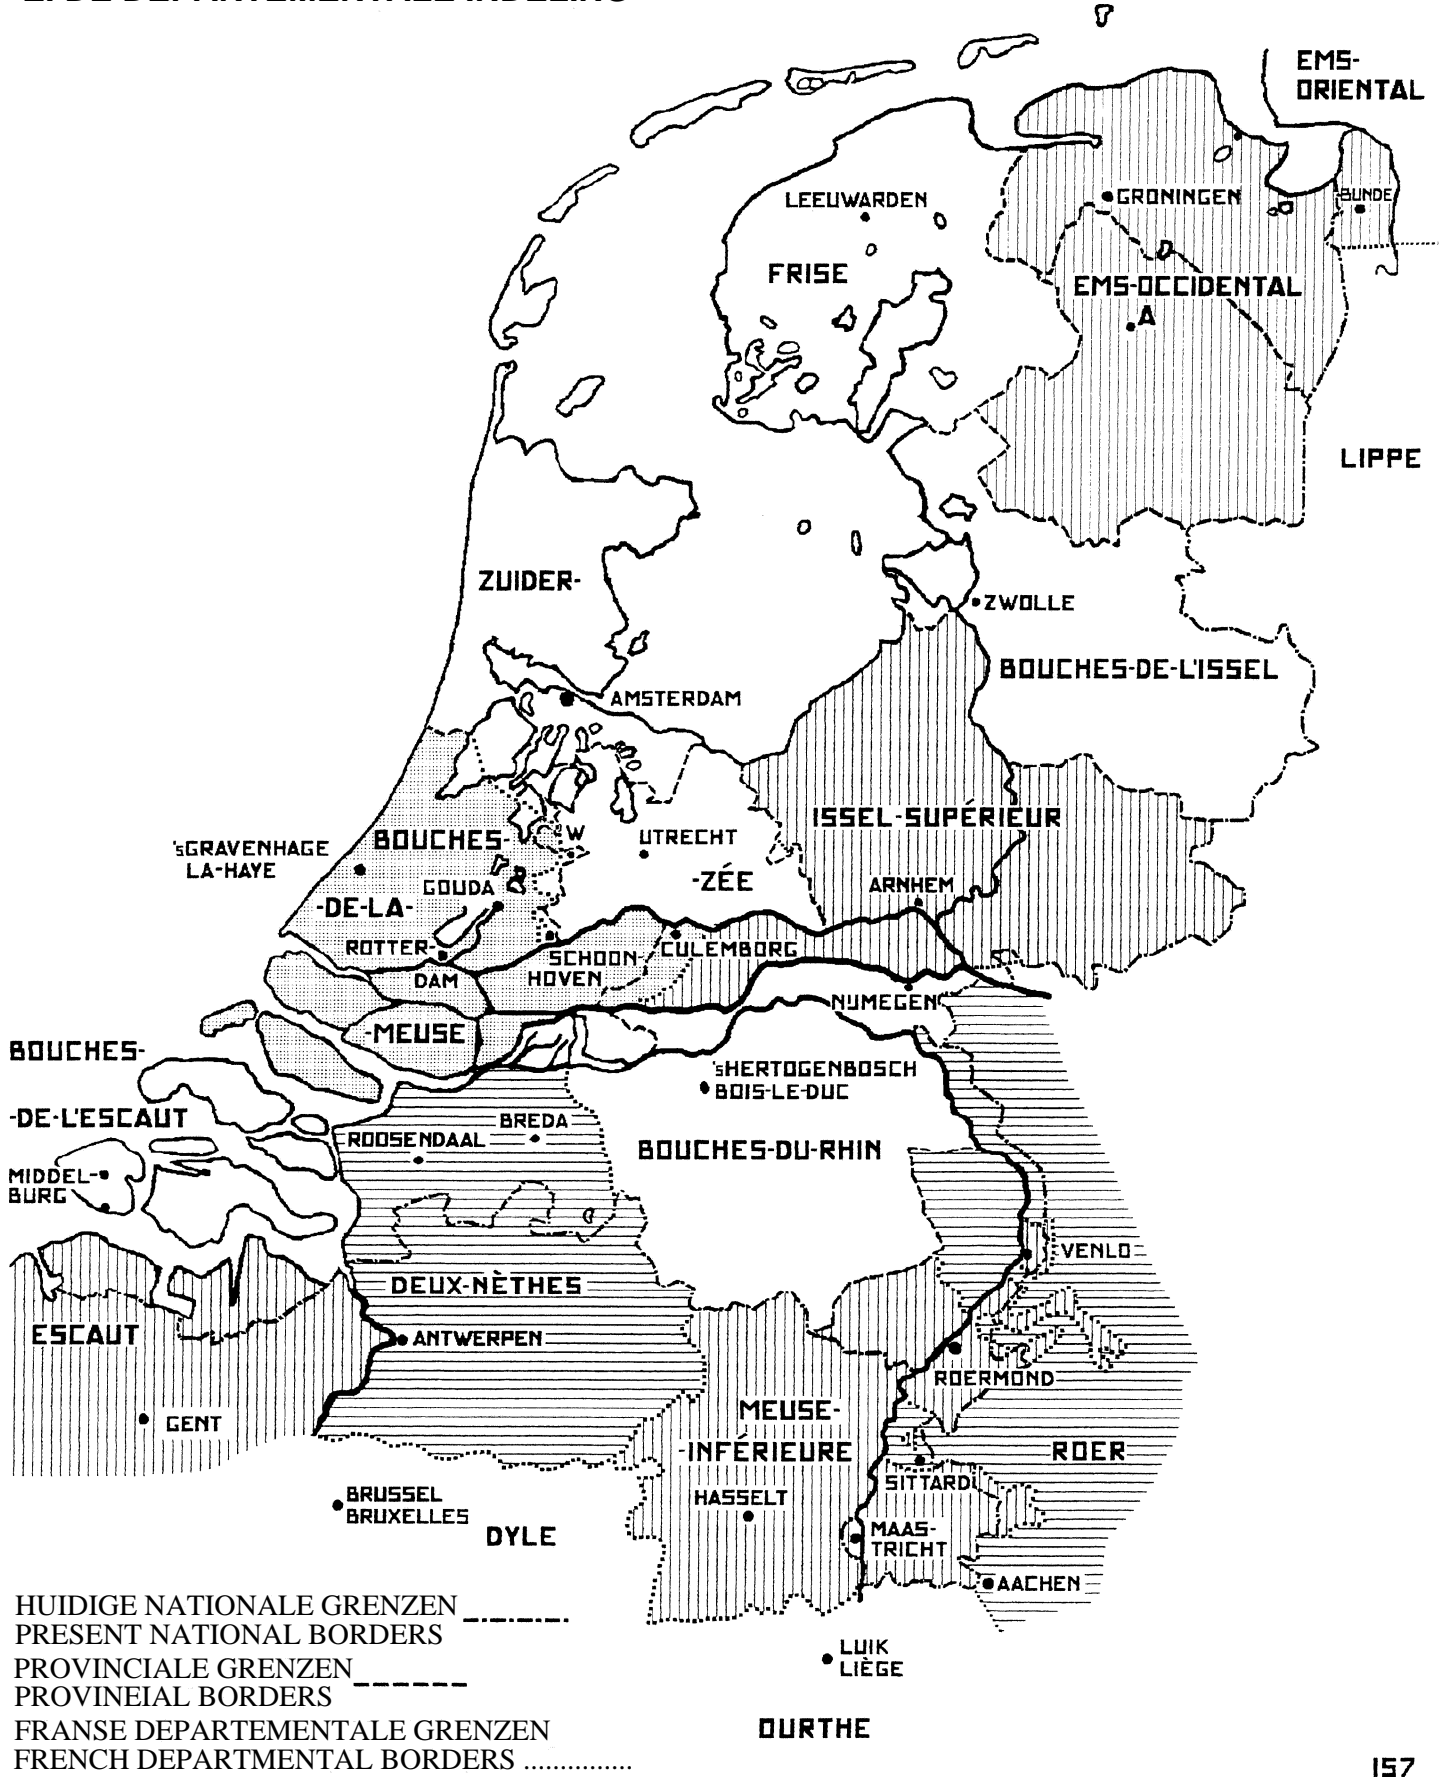 2. DE DEPARTEMENTALE INDELING
EMS-
ORIENTAL
LEEUWARDEN
GRONINGEN
BUNDE
FRISE
EMS-OCCIDENTAL
A
LIPPE
ZUIDER-
ZWOLLE
BOUCHES-DE-L'ISSEL
AMSTERDAM
ISSEL-SUPÉRIEUR
'sGRAVENHAGE
LA-HAYE
BOUCHES-
W
UTRECHT
-ZÉE
ARNHEM
GOUDA
-DE-LA-
ROTTER-
DAM
SCHOON-
HOVEN
CULEMBORG
NIJMEGEN
-MEUSE
BOUCHES-
-DE-L'ESCAUT
'sHERTOGENBOSCH
BOIS-LE-DUC
BREDA
ROOSENDAAL
BOUCHES-DU-RHIN
MIDDEL-
BURG
VENLO
DEUX-NÈTHES
ESCAUT
ANTWERPEN
ROERMOND
GENT
MEUSE-
-INFÉRIEURE
ROER
SITTARD
HASSELT
BRUSSEL
BRUXELLES
DYLE
MAAS-
TRICHT
AACHEN
HUIDIGE NATIONALE GRENZEN
PRESENT NATIONAL BORDERS
PROVINCIALE GRENZEN
PROVINEIAL BORDERS
FRANSE DEPARTEMENTALE GRENZEN
FRENCH DEPARTMENTAL BORDERS ...............
LUIK
LIÈGE
OURTHE
157